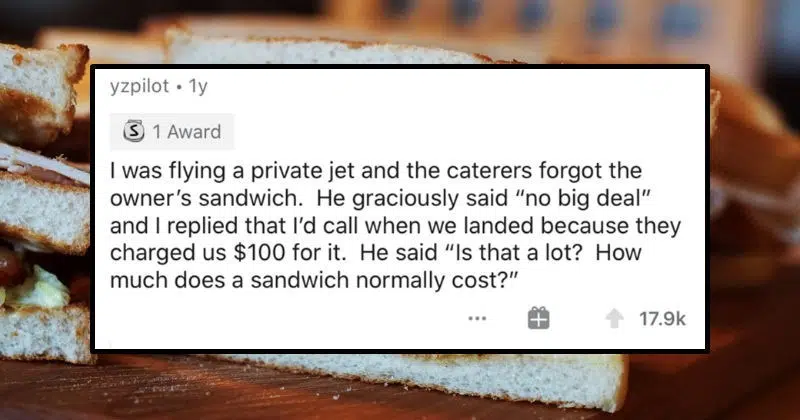 yzpilot • 1y
1 Award
I was flying a private jet and the caterers forgot the
owner’s sandwich.  He graciously said “no big deal”
and I replied that I’d call when we landed because they
charged us $100 for it.  He said “Is that a lot?  How
much does a sandwich normally cost?”
17.9k